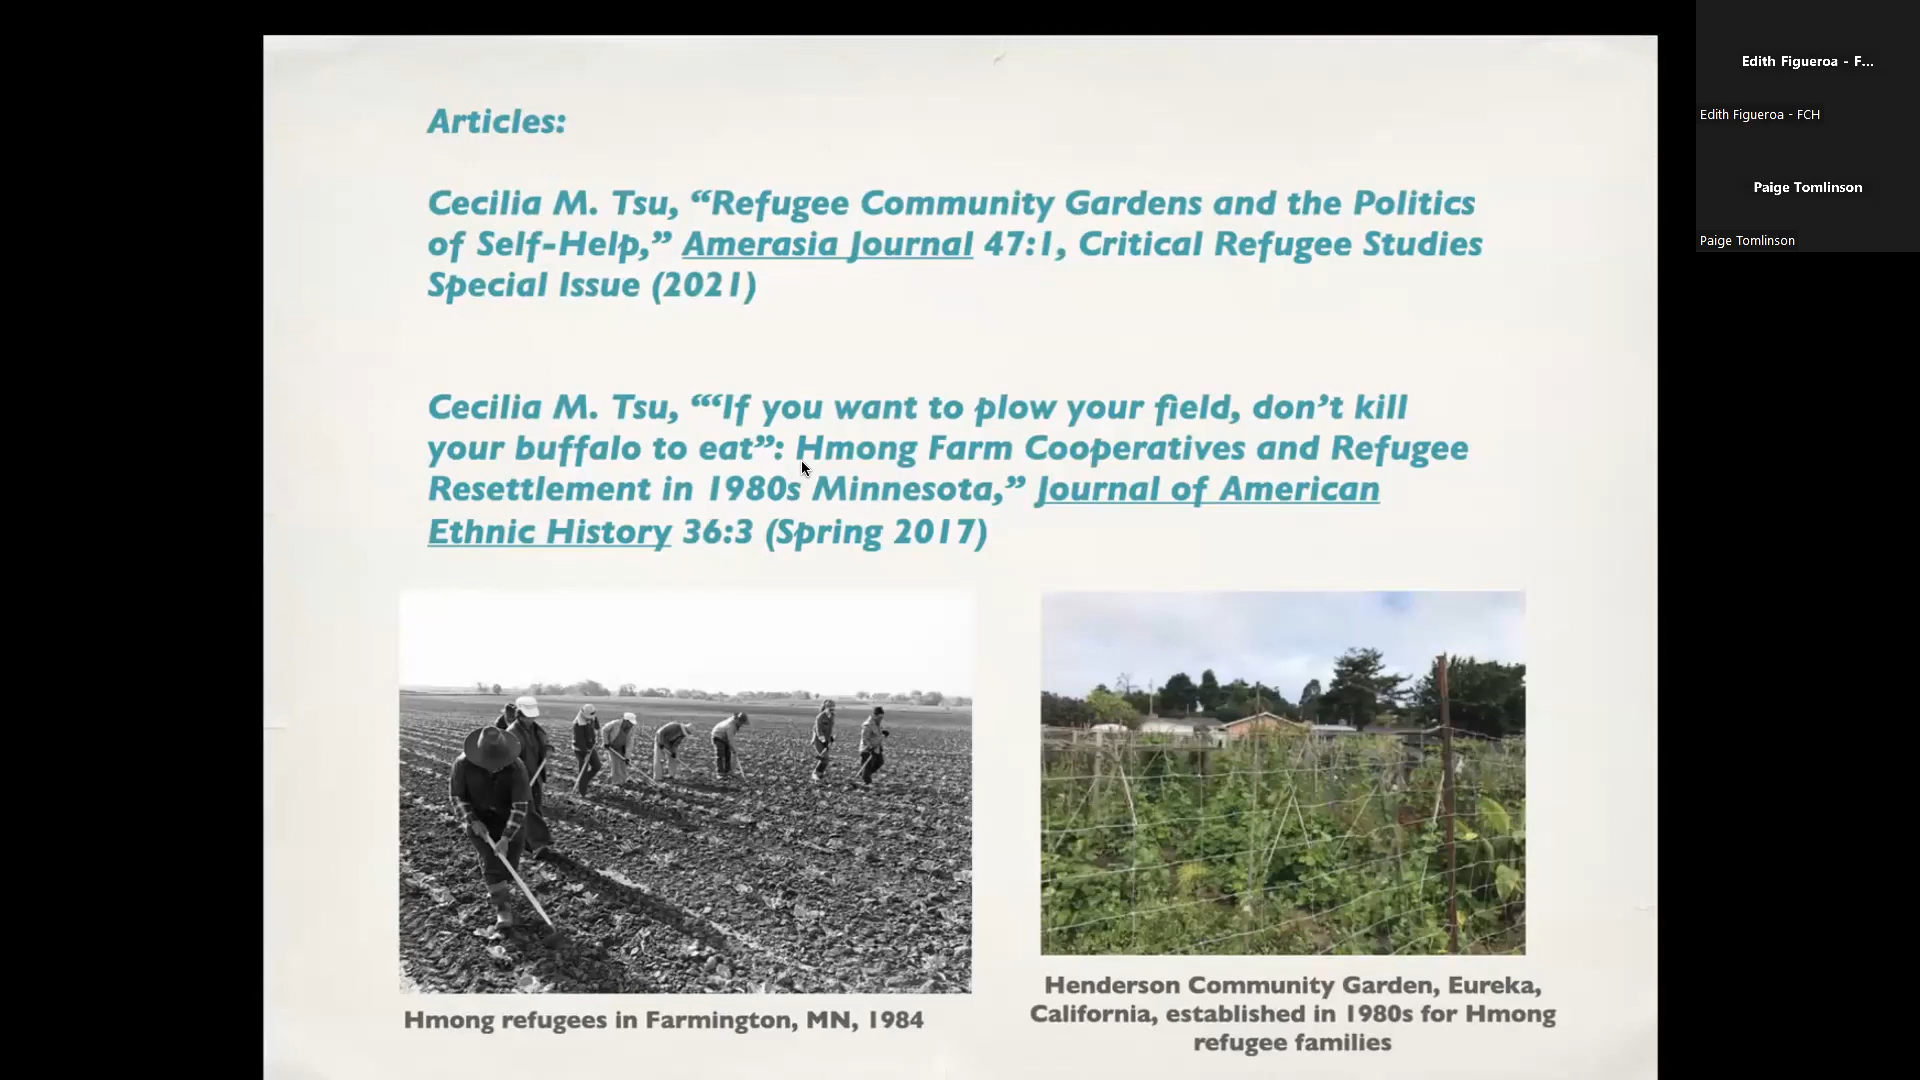 Articles:
Cecilia M. Tsu, “Refugee Community Gardens and the Politics
of Self-Help,” Amerasia Journal 47:1, Critical Refugee Studies
Special Issue (2021)
Cecilia M. Tsu, “‘If you want to plow your field, don’t kill
your buffalo to eat”: Hmong Farm Cooperatives and Refugee
Resettlement in 1980s Minnesota,” Journal of American
Ethnic History 36:3 (Spring 2017)
Hmong refugees in Farmington, MN, 1984
Henderson Community Garden, Eureka,
California, established in 1980s for Hmong
refugee families
Edith Figueroa - F...
Edith Figueroa - FCH
Paige Tomlinson
Paige Tomlinson